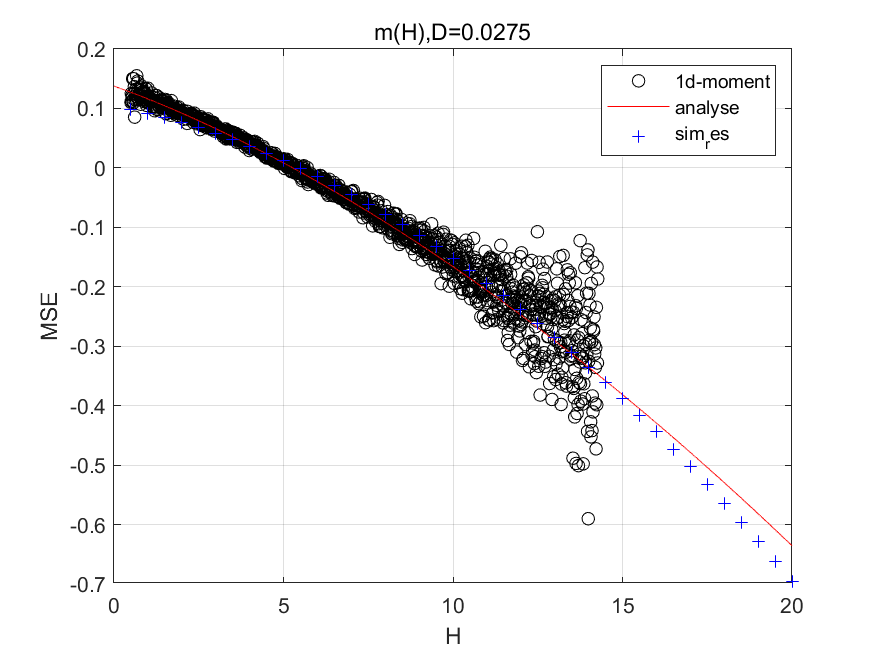 m(H),D=0.0275
0.2
0.1
0
-0.1
-0.2
-0.3
-0.4
-0.5
-0.6
-0.7
MSE
1d-moment
analyse
sim_res
0 5 10 15 20
H